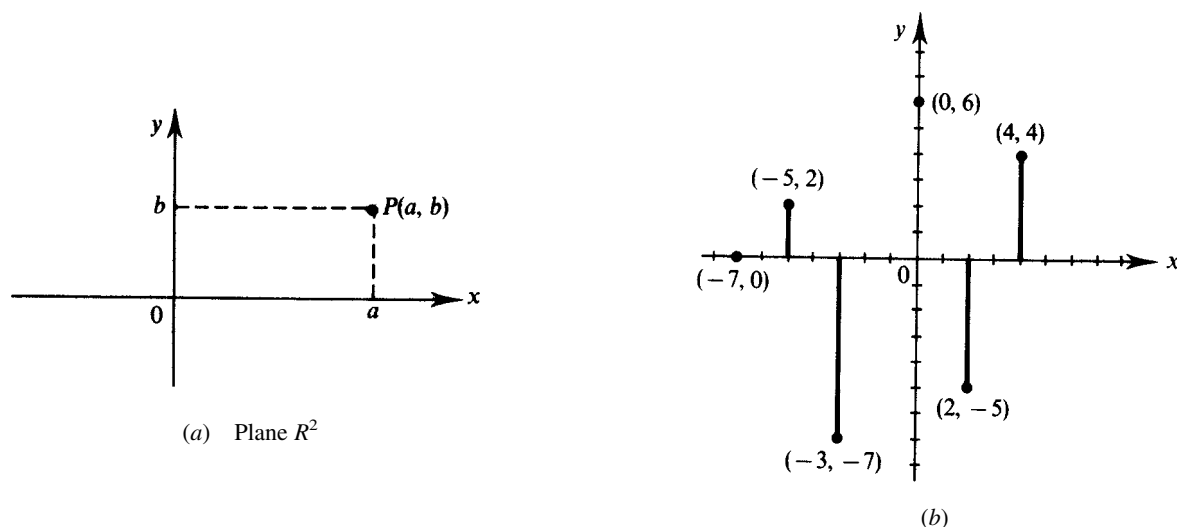 y
b
P(a, b)
0
a
x
(a) Plane R²
y
(0, 6)
(4, 4)
(−5, 2)
(−7, 0)
0
x
(2, −5)
(−3, −7)
(b)